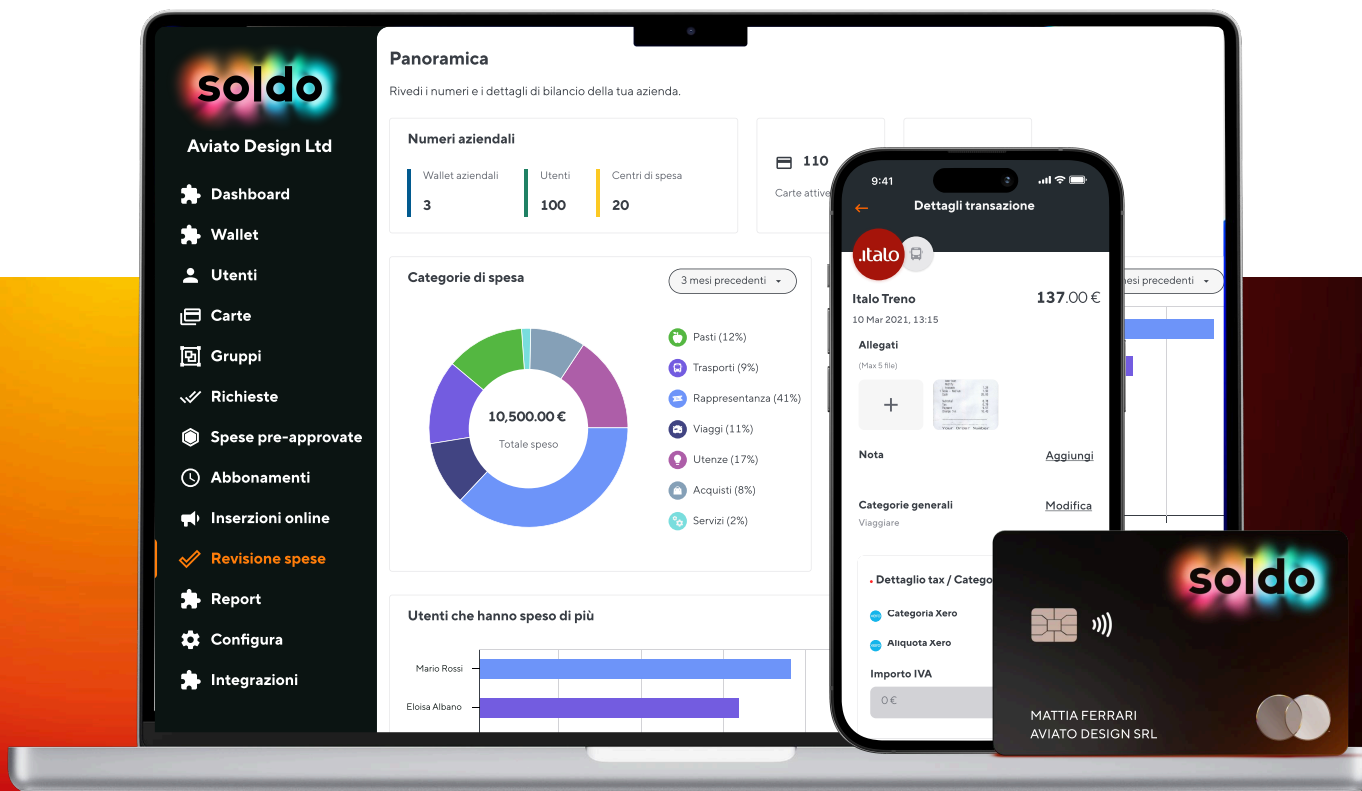 soldo
Aviato Design Ltd
Dashboard
Wallet
Utenti
Carte
Gruppi
Richieste
Spese pre-approvate
Abbonamenti
Inserzioni online
Revisione spese
Report
Configura
Integrazioni
Panoramica
Rivedi i numeri e i dettagli di bilancio della tua azienda.
Numeri aziendali
Wallet aziendali
3
Utenti
100
Centri di spesa
20
110
Carte attive
Categorie di spesa
3 mesi precedenti
10,500.00 €
Totale speso
Pasti (12%)
Trasporti (9%)
Rappresentanza (41%)
Viaggi (11%)
Utenze (17%)
Acquisti (8%)
Servizi (2%)
mesi precedenti
Utenti che hanno speso di più
Mario Rossi
Eloisa Albano
9:41
Dettagli transazione
.italo
Italo Treno
137.00 €
10 Mar 2021, 13:15
Allegati
(Max 5 file)
+
Nota
Aggiungi
Categorie generali
Modifica
Viaggiare
Dettaglio tax / Catego
Categoria Xero
Aliquota Xero
Importo IVA
0 €
soldo
MATTIA FERRARI
AVIATO DESIGN SRL